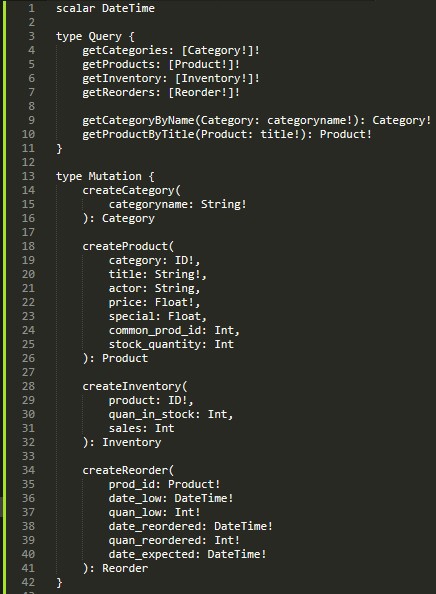 1 scalar DateTime
2
3 type Query {
4     getCategories: [Category!]!
5     getProducts: [Product!]!
6     getInventory: [Inventory!]!
7     getReorders: [Reorder!]!
8
9     getCategoryByName(Category: categoryname!): Category!
10     getProductByTitle(Product: title!): Product!
11 }
12
13 type Mutation {
14     createCategory(
15         categoryname: String!
16     ): Category
17
18     createProduct(
19         category: ID!,
20         title: String!,
21         actor: String,
22         price: Float!,
23         special: Float,
24         common_prod_id: Int,
25         stock_quantity: Int
26     ): Product
27
28     createInventory(
29         product: ID!,
30         quan_in_stock: Int,
31         sales: Int
32     ): Inventory
33
34     createReorder(
35         prod_id: Product!
36         date_low: DateTime!
37         quan_low: Int!
38         date_reordered: DateTime!
39         quan_reordered: Int!
40         date_expected: DateTime!
41     ): Reorder
42 }